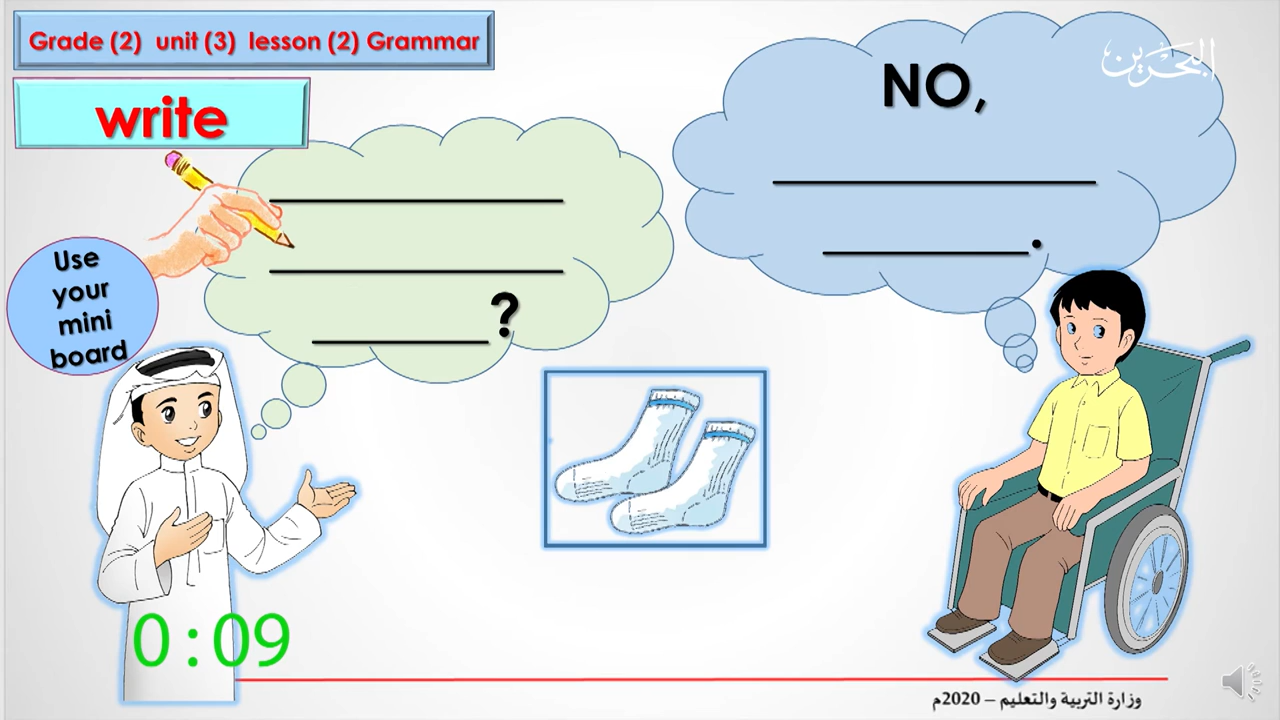 Grade (2) unit (3) lesson (2) Grammar
write
NO,
البحرين
.
Use
your
mini
board
?
0:09
وزارة التربية والتعليم – 2020م